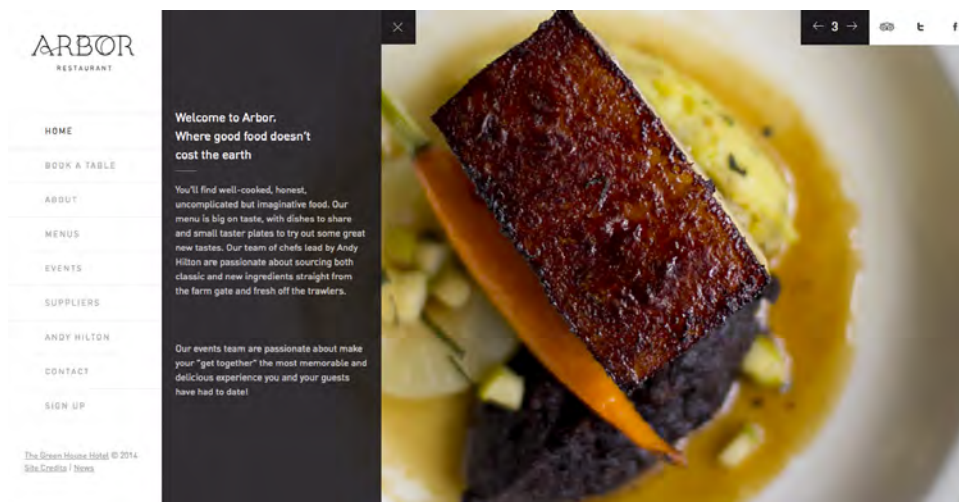 ARBOR
RESTAURANT
HOME
BOOK A TABLE
ABOUT
MENUS
EVENTS
SUPPLIERS
ANDY HILTON
CONTACT
SIGN UP
The Green House Hotel © 2014
Site Credits | News
Welcome to Arbor.
Where good food doesn't
cost the earth
You'll find well-cooked, honest,
uncomplicated but imaginative food. Our
menu is big on taste, with dishes to share
and small taster plates to try out some great
new tastes. Our team of chefs lead by Andy
Hilton are passionate about sourcing both
classic and new ingredients straight from
the farm gate and fresh off the trawlers.
Our events team are passionate about make
your "get together" the most memorable and
delicious experience you and your guests
have had to date!
← 3 →